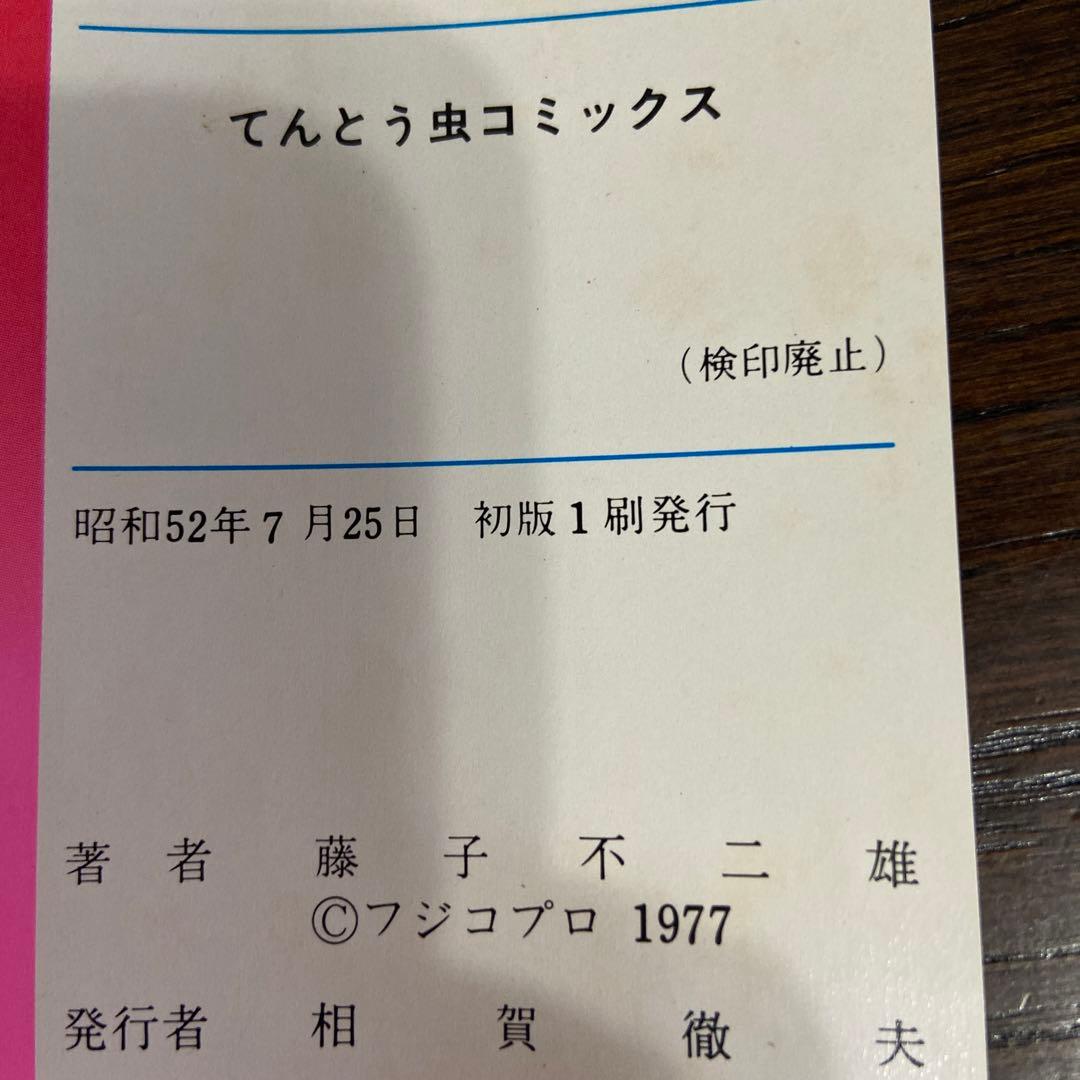 てんとう虫コミックス
（検印廃止）
昭和52年7月25日　初版1刷発行
著者　藤子不二雄
©フジコプロ 1977
発行者　相賀徹夫